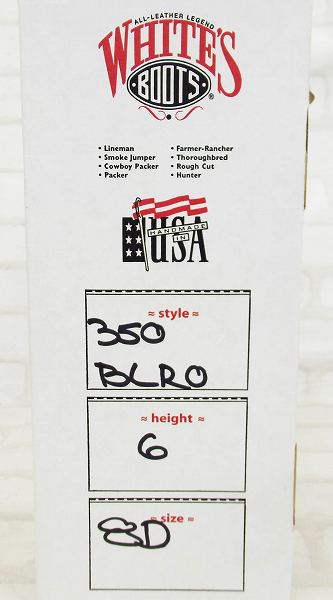 ALL-LEATHER LEGEND
WHITE'S
BOOTS®
• Lineman
• Smoke Jumper
• Cowboy Packer
• Packer
• Farmer-Rancher
• Thoroughbred
• Rough Cut
• Hunter
HANDMADE IN
USA
≈ style ≈
350
BLRO
≈ height ≈
6
≈ size ≈
8D